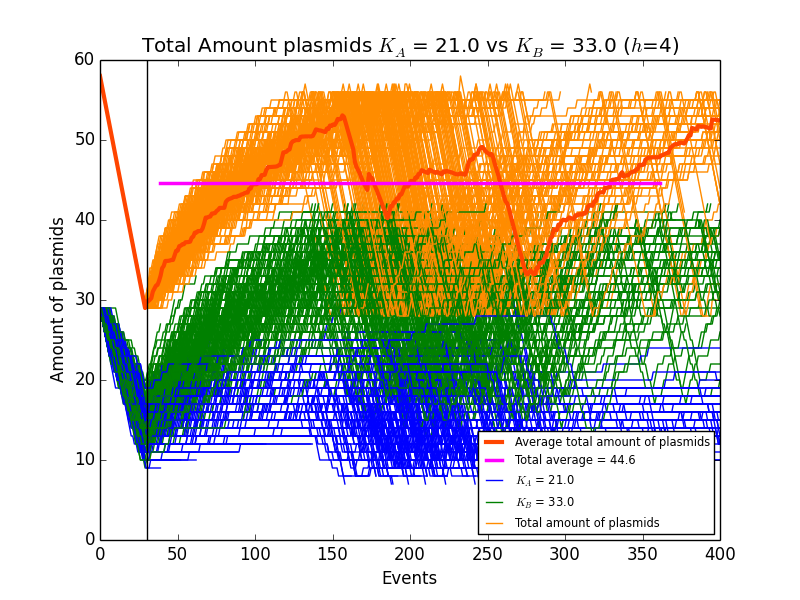 Total Amount plasmids K_A = 21.0 vs K_B = 33.0 (h=4)
60
50
40
30
20
10
0
Amount of plasmids
Average total amount of plasmids
Total average = 44.6
K_A = 21.0
K_B = 33.0
Total amount of plasmids
0 50 100 150 200 250 300 350 400
Events